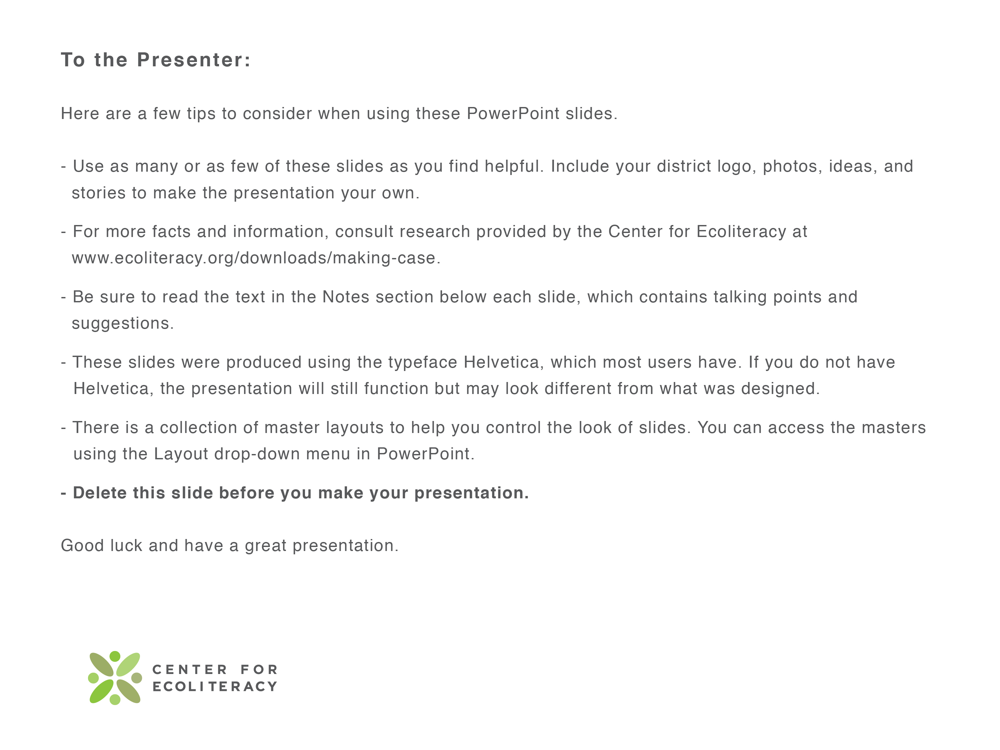 To the Presenter:
Here are a few tips to consider when using these PowerPoint slides.
- Use as many or as few of these slides as you find helpful. Include your district logo, photos, ideas, and
stories to make the presentation your own.
- For more facts and information, consult research provided by the Center for Ecoliteracy at
www.ecoliteracy.org/downloads/making-case.
- Be sure to read the text in the Notes section below each slide, which contains talking points and
suggestions.
- These slides were produced using the typeface Helvetica, which most users have. If you do not have
Helvetica, the presentation will still function but may look different from what was designed.
- There is a collection of master layouts to help you control the look of slides. You can access the masters
using the Layout drop-down menu in PowerPoint.
- Delete this slide before you make your presentation.
Good luck and have a great presentation.
CENTER FOR
ECOLITERACY